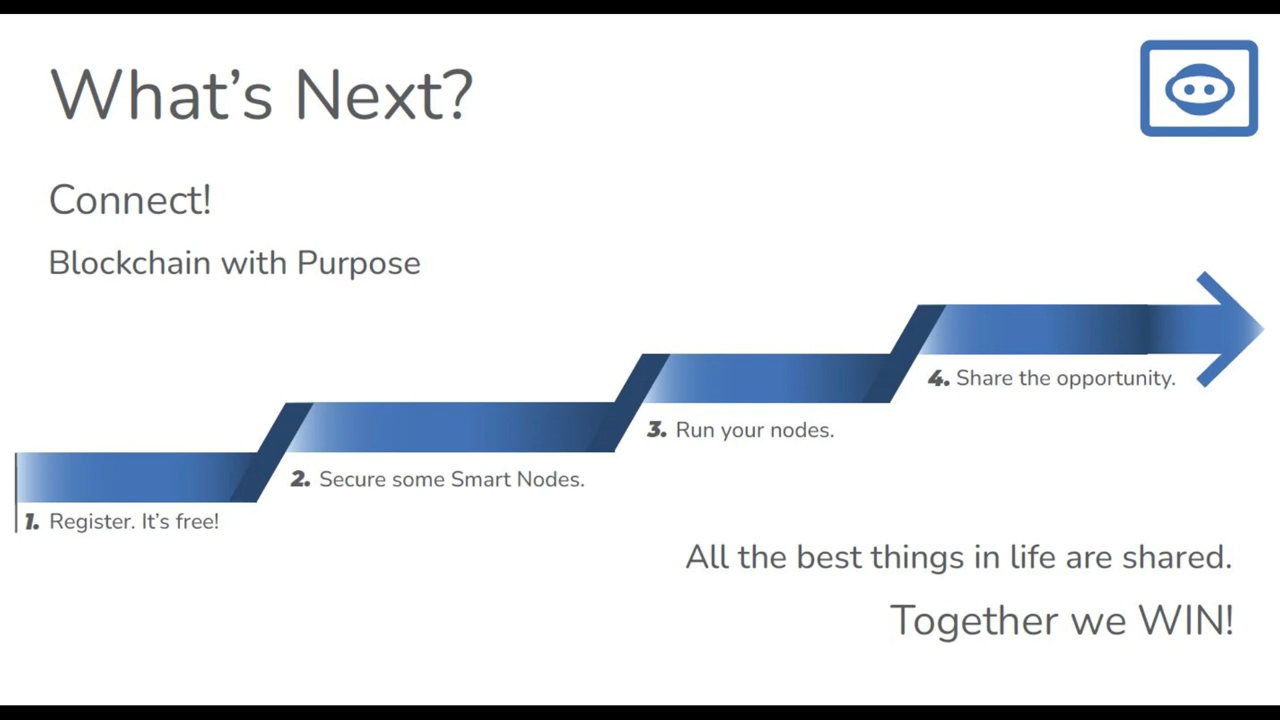 What's Next?
Connect!
Blockchain with Purpose
1. Register. It's free!
2. Secure some Smart Nodes.
3. Run your nodes.
4. Share the opportunity.
All the best things in life are shared.
Together we WIN!